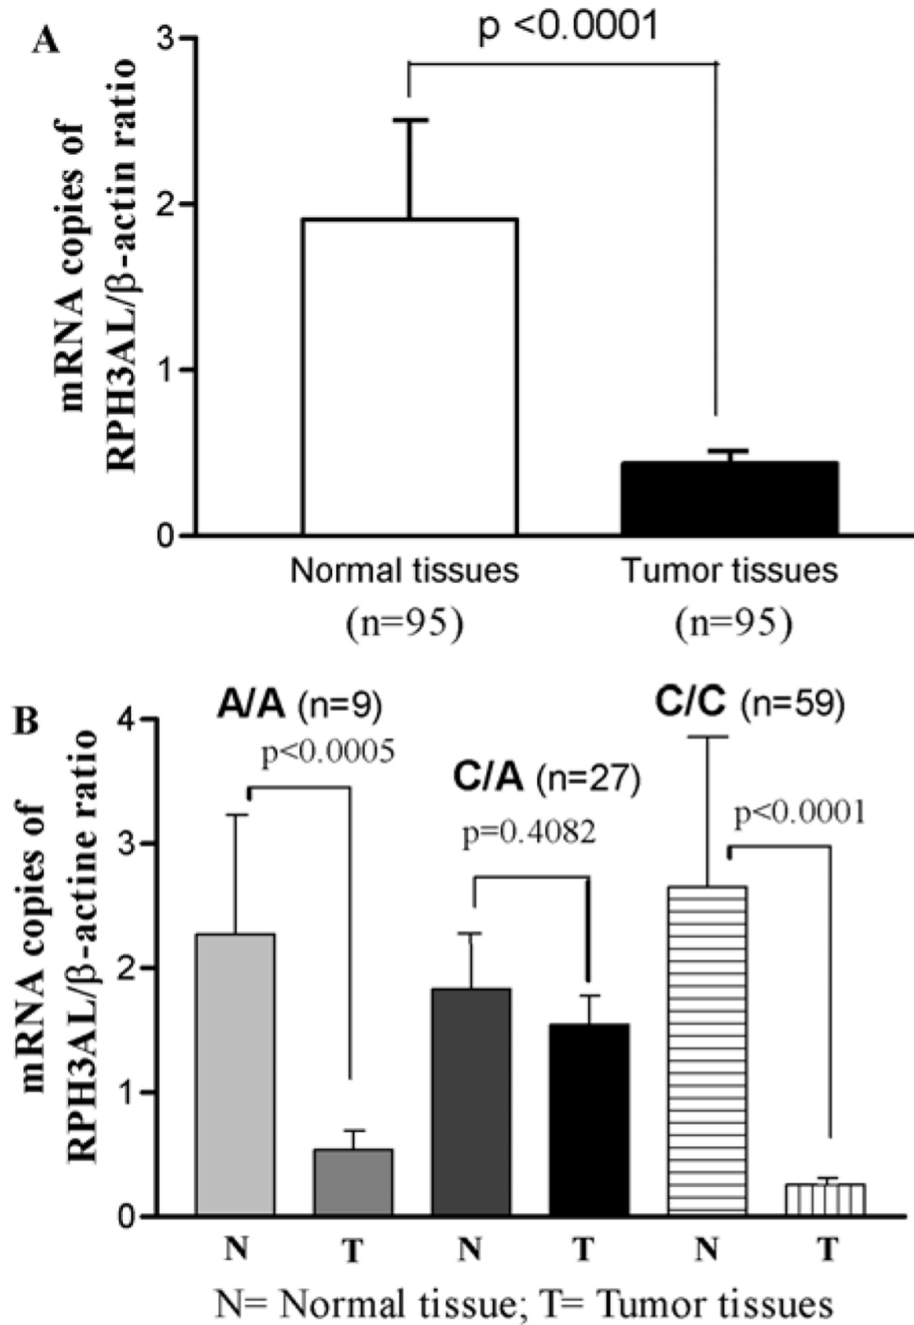 A
p <0.0001
mRNA copies of
RPH3AL/β-actin ratio
3
2
1
0
Normal tissues
Tumor tissues
(n=95)
(n=95)
B
A/A (n=9)
p<0.0005
C/A (n=27)
p=0.4082
C/C (n=59)
p<0.0001
mRNA copies of
RPH3AL/β-actine ratio
4
3
2
1
0
N T N T N T
N= Normal tissue; T= Tumor tissues